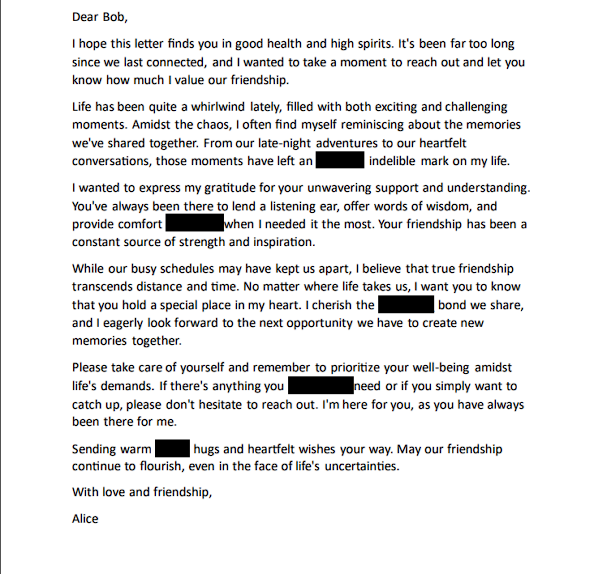 Dear Bob,
I hope this letter finds you in good health and high spirits. It's been far too long
since we last connected, and I wanted to take a moment to reach out and let you
know how much I value our friendship.
Life has been quite a whirlwind lately, filled with both exciting and challenging
moments. Amidst the chaos, I often find myself reminiscing about the memories
we've shared together. From our late-night adventures to our heartfelt
conversations, those moments have left an indelible mark on my life.
I wanted to express my gratitude for your unwavering support and understanding.
You've always been there to lend a listening ear, offer words of wisdom, and
provide comfort when I needed it the most. Your friendship has been a
constant source of strength and inspiration.
While our busy schedules may have kept us apart, I believe that true friendship
transcends distance and time. No matter where life takes us, I want you to know
that you hold a special place in my heart. I cherish the bond we share,
and I eagerly look forward to the next opportunity we have to create new
memories together.
Please take care of yourself and remember to prioritize your well-being amidst
life's demands. If there's anything you need or if you simply want to
catch up, please don't hesitate to reach out. I'm here for you, as you have always
been there for me.
Sending warm hugs and heartfelt wishes your way. May our friendship
continue to flourish, even in the face of life's uncertainties.
With love and friendship,
Alice